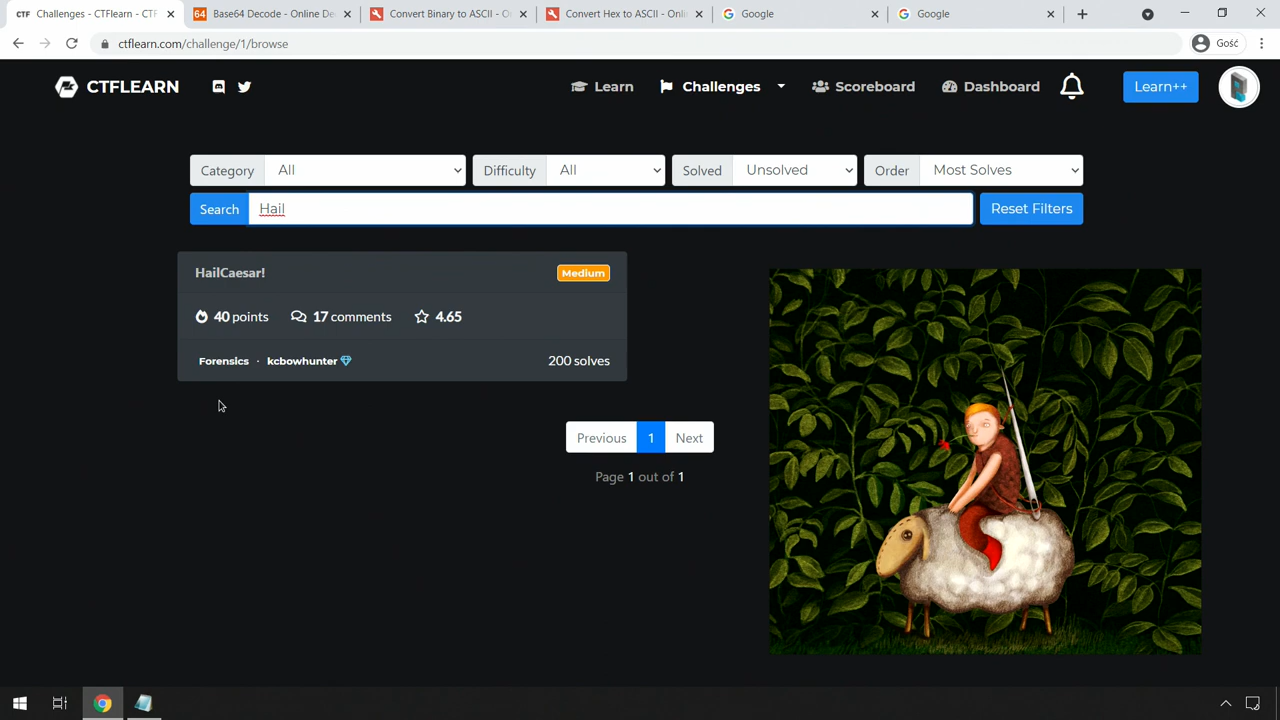 CTF Challenges - CTFlearn - CTF
64 Base64 Decode - Online De
Convert Binary to ASCII - O
Convert Hex to ASCII - Onli
Google
Google
ctflearn.com/challenge/1/browse
Gość
CTFLEARN
Learn
Challenges
Scoreboard
Dashboard
Learn++
Category All
Difficulty All
Solved Unsolved
Order Most Solves
Search Hail
Reset Filters
HailCaesar!
Medium
40 points 17 comments 4.65
Forensics · kcbowhunter 200 solves
Previous 1 Next
Page 1 out of 1